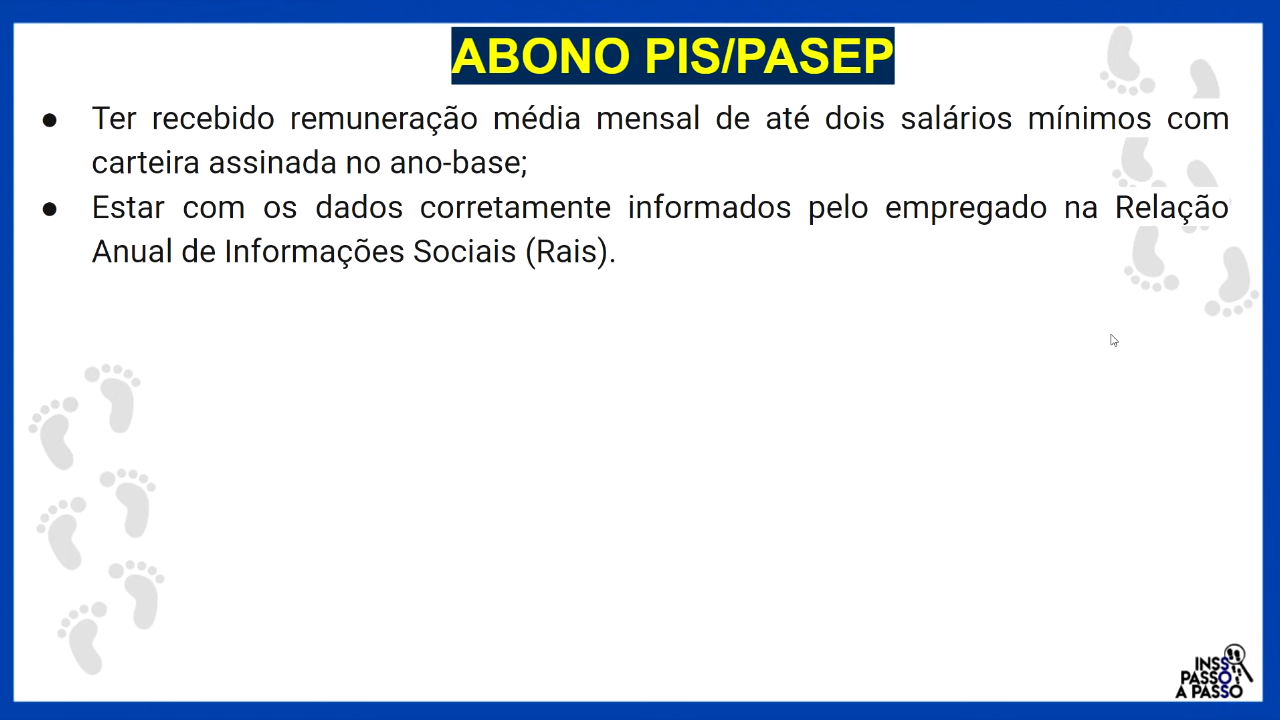 ABONO PIS/PASEP
● Ter recebido remuneração média mensal de até dois salários mínimos com
carteira assinada no ano-base;
● Estar com os dados corretamente informados pelo empregado na Relação
Anual de Informações Sociais (Rais).
INSS
PASSO
A PASSO